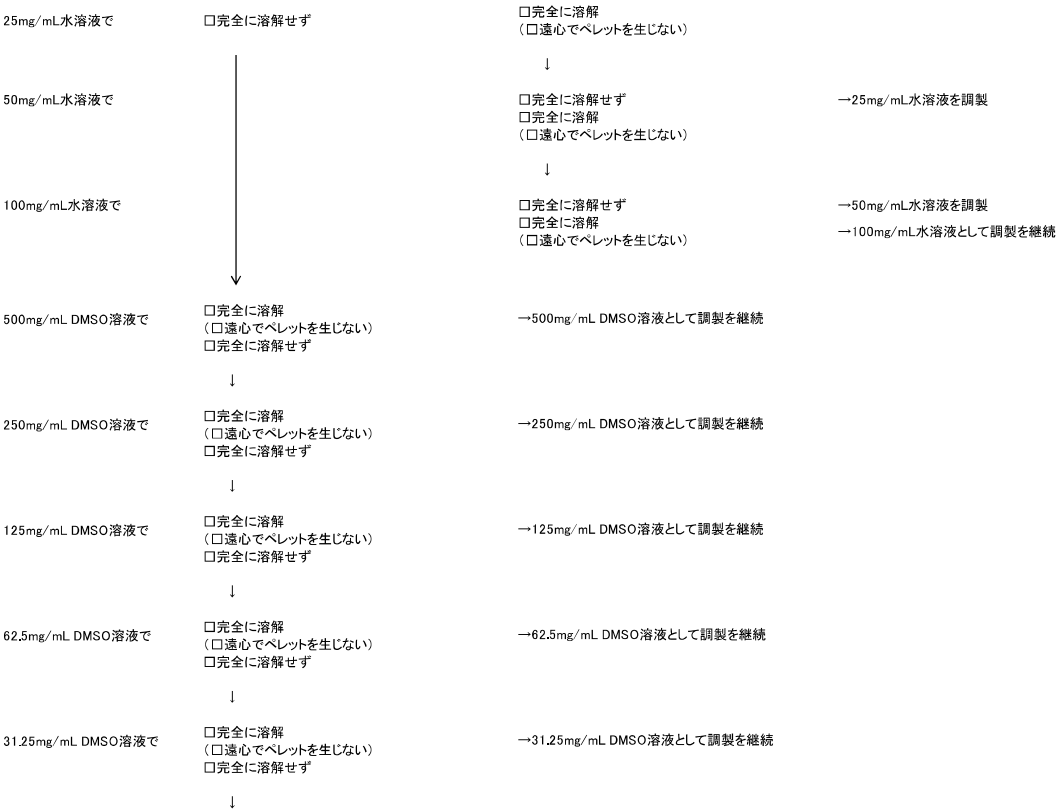 25mg/mL水溶液で
□完全に溶解せず
□完全に溶解
(□遠心でペレットを生じない)
↓
50mg/mL水溶液で
□完全に溶解せず
→25mg/mL水溶液を調製
□完全に溶解
(□遠心でペレットを生じない)
↓
100mg/mL水溶液で
□完全に溶解せず
→50mg/mL水溶液を調製
□完全に溶解
(□遠心でペレットを生じない)
→100mg/mL水溶液として調製を継続
500mg/mL DMSO溶液で
□完全に溶解
(□遠心でペレットを生じない)
□完全に溶解せず
→500mg/mL DMSO溶液として調製を継続
↓
250mg/mL DMSO溶液で
□完全に溶解
(□遠心でペレットを生じない)
□完全に溶解せず
→250mg/mL DMSO溶液として調製を継続
↓
125mg/mL DMSO溶液で
□完全に溶解
(□遠心でペレットを生じない)
□完全に溶解せず
→125mg/mL DMSO溶液として調製を継続
↓
62.5mg/mL DMSO溶液で
□完全に溶解
(□遠心でペレットを生じない)
□完全に溶解せず
→62.5mg/mL DMSO溶液として調製を継続
↓
31.25mg/mL DMSO溶液で
□完全に溶解
(□遠心でペレットを生じない)
□完全に溶解せず
→31.25mg/mL DMSO溶液として調製を継続
↓